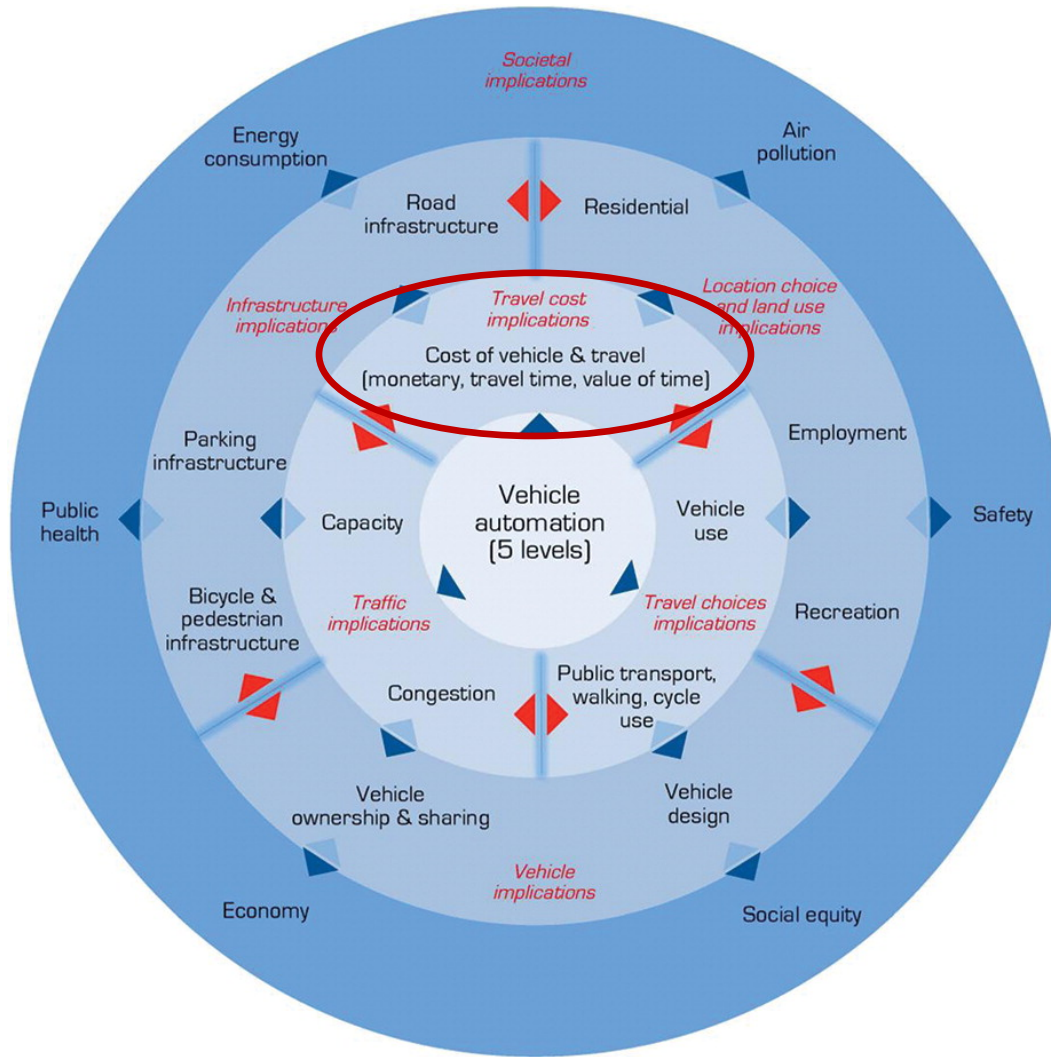 Societal
implications
Energy
consumption
Air
pollution
Road
infrastructure
Residential
Infrastructure
implications
Travel cost
implications
Location choice
and land use
implications
Cost of vehicle & travel
(monetary, travel time, value of time)
Parking
infrastructure
Employment
Public
health
Capacity
Vehicle
automation
(5 levels)
Vehicle
use
Safety
Bicycle &
pedestrian
infrastructure
Traffic
implications
Travel choices
implications
Recreation
Congestion
Public transport,
walking, cycle
use
Vehicle
ownership & sharing
Vehicle
design
Vehicle
implications
Economy
Social equity